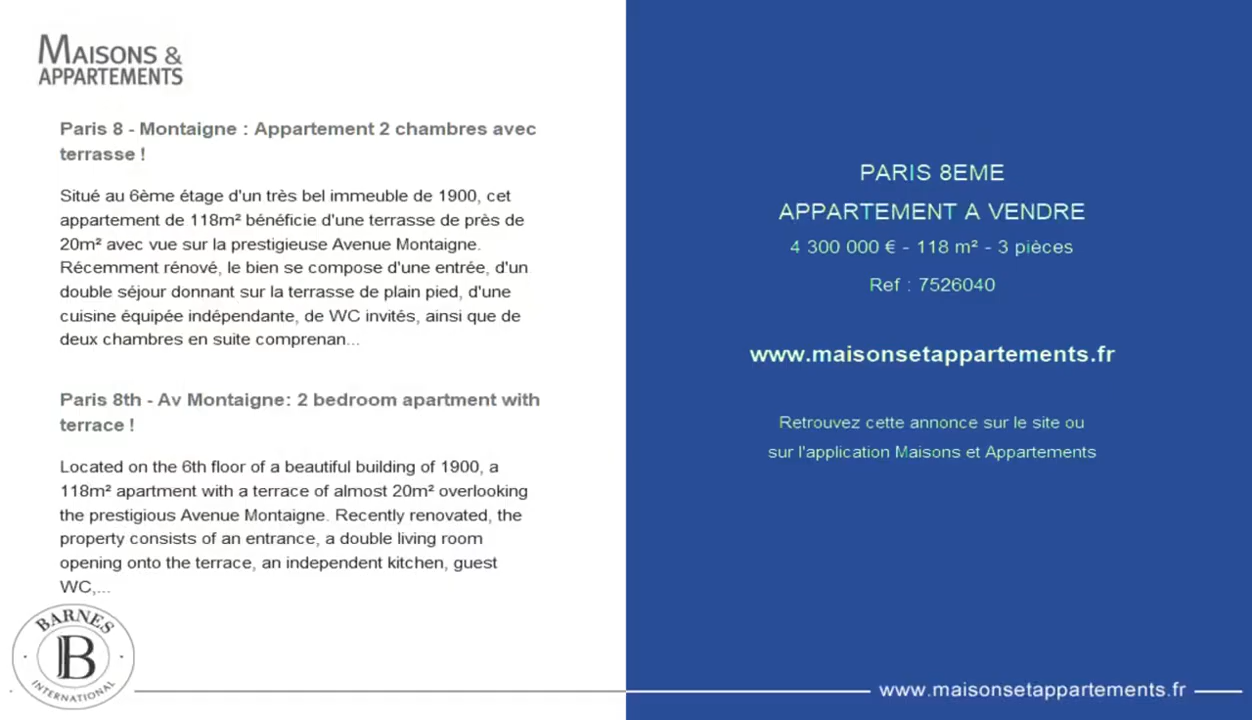 MAISONS &
APPARTEMENTS
Paris 8 - Montaigne : Appartement 2 chambres avec
terrasse !
Situé au 6ème étage d'un très bel immeuble de 1900, cet
appartement de 118m² bénéficie d'une terrasse de près de
20m² avec vue sur la prestigieuse Avenue Montaigne.
Récemment rénové, le bien se compose d'une entrée, d'un
double séjour donnant sur la terrasse de plain pied, d'une
cuisine équipée indépendante, de WC invités, ainsi que de
deux chambres en suite comprenan...
Paris 8th - Av Montaigne: 2 bedroom apartment with
terrace !
Located on the 6th floor of a beautiful building of 1900, a
118m² apartment with a terrace of almost 20m² overlooking
the prestigious Avenue Montaigne. Recently renovated, the
property consists of an entrance, a double living room
opening onto the terrace, an independent kitchen, guest
WC,...
BARNES
B
INTERNATIONAL
PARIS 8EME
APPARTEMENT A VENDRE
4 300 000 € - 118 m² - 3 pièces
Ref : 7526040
www.maisonsetappartements.fr
Retrouvez cette annonce sur le site ou
sur l'application Maisons et Appartements
www.maisonsetappartements.fr